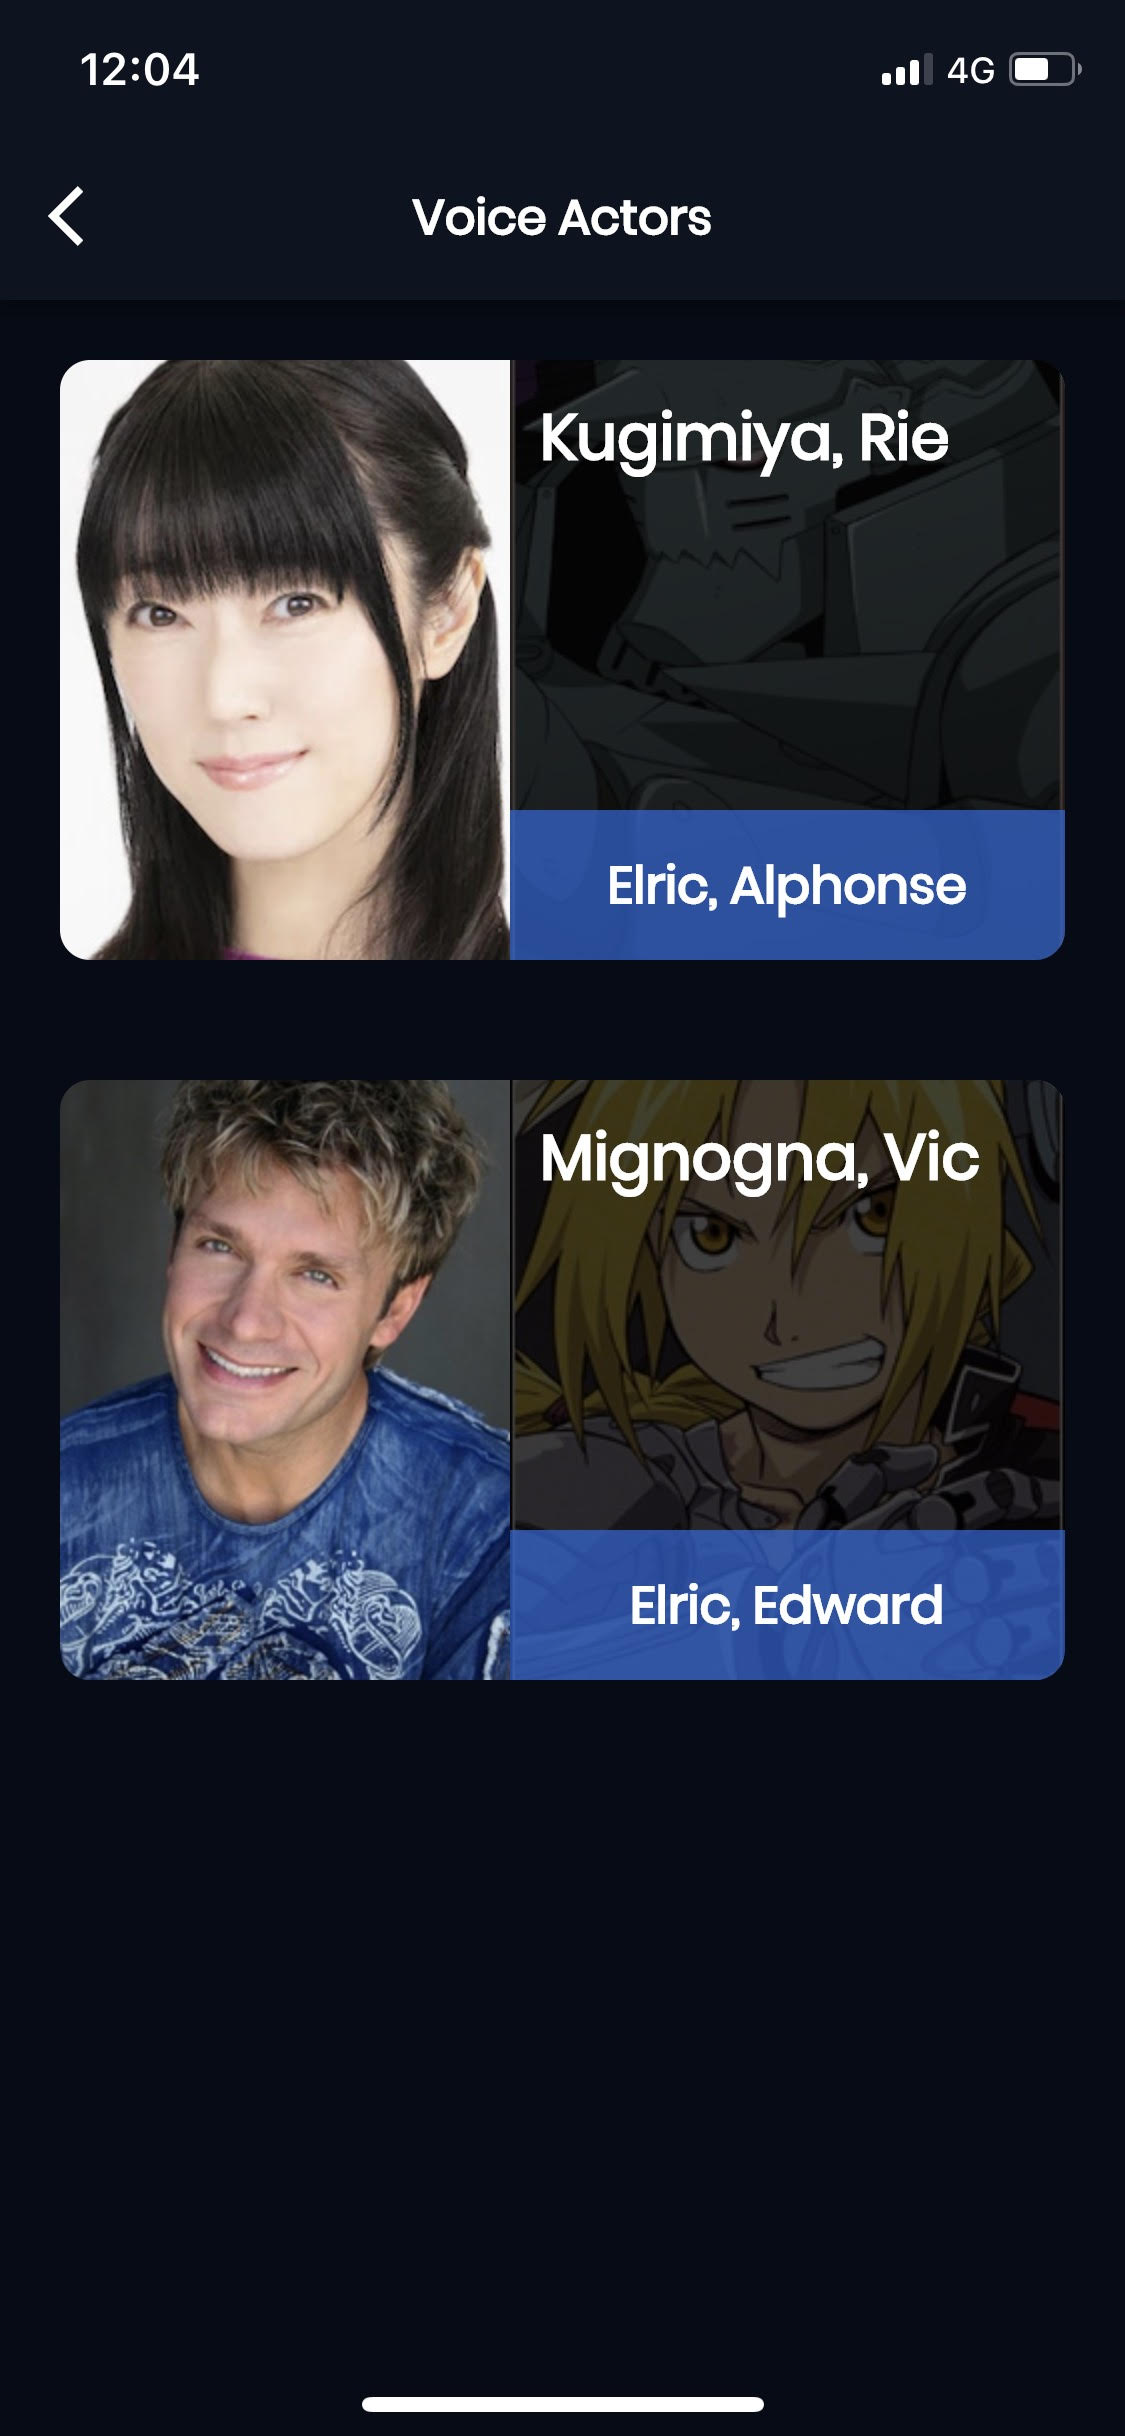 12:04
4G
Voice Actors
Kugimiya, Rie
Elric, Alphonse
Mignogna, Vic
Elric, Edward